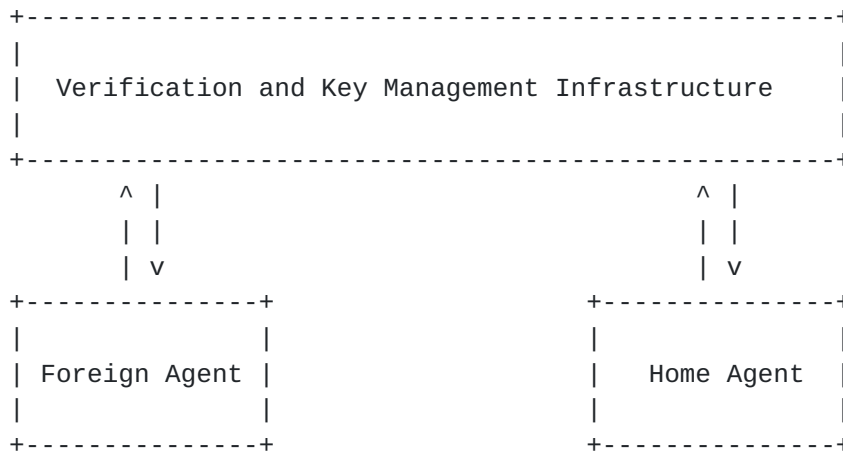 Verification and Key Management Infrastructure
Foreign Agent
Home Agent